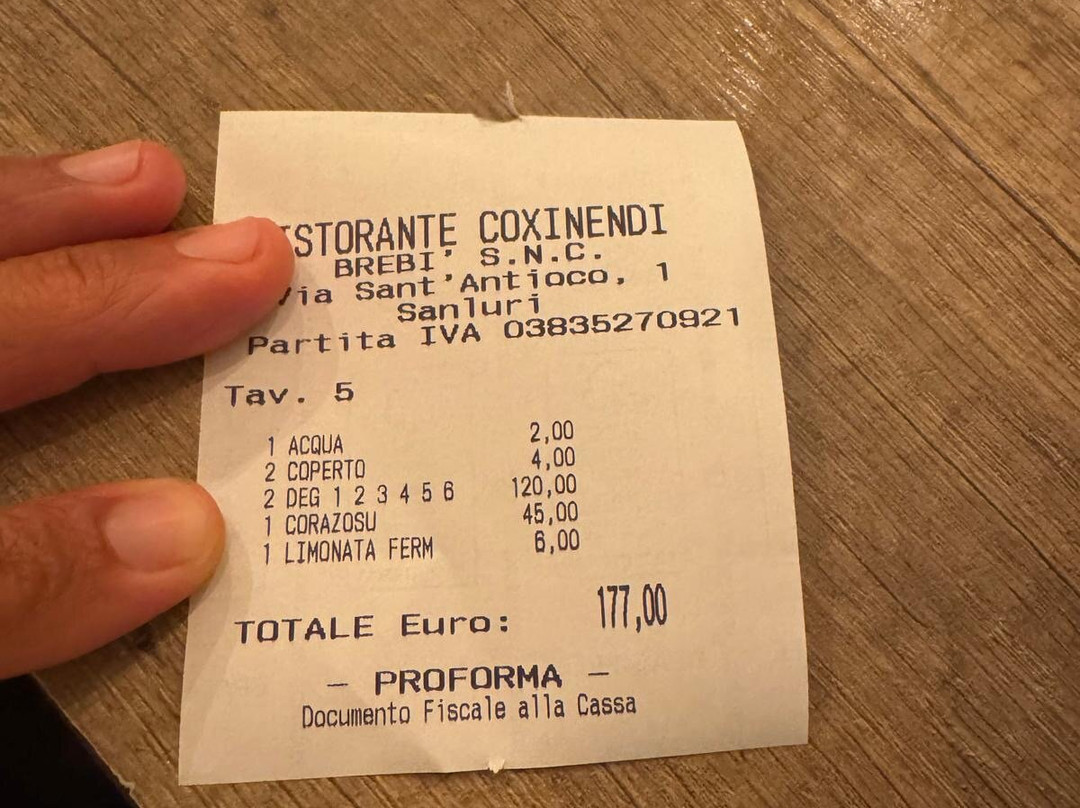 ISTORANTE COXINENDI
BREBI' S.N.C.
Via Sant'Antioco, 1
Sanluri
Partita IVA 03835270921
Tav. 5
1 ACQUA 2,00
2 COPERTO 4,00
2 DEG 1 2 3 4 5 6 120,00
1 CORAZOSU 45,00
1 LIMONATA FERM 6,00
TOTALE Euro: 177,00
- PROFORMA -
Documento Fiscale alla Cassa